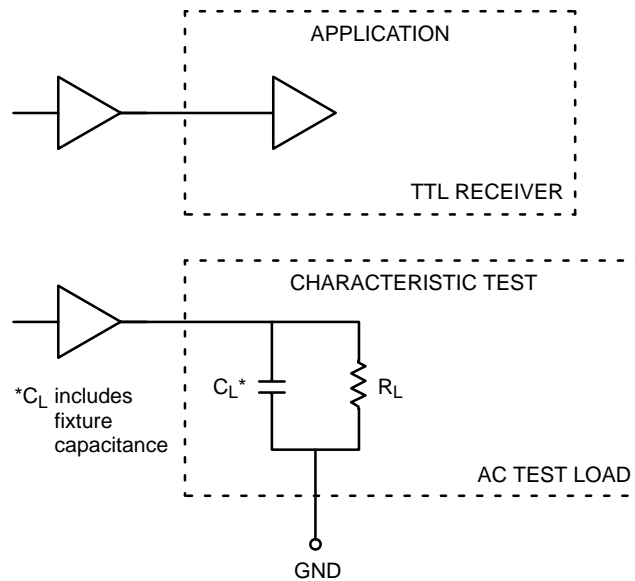 APPLICATION
TTL RECEIVER
CHARACTERISTIC TEST
*CL includes
fixture
capacitance
CL*
RL
AC TEST LOAD
GND